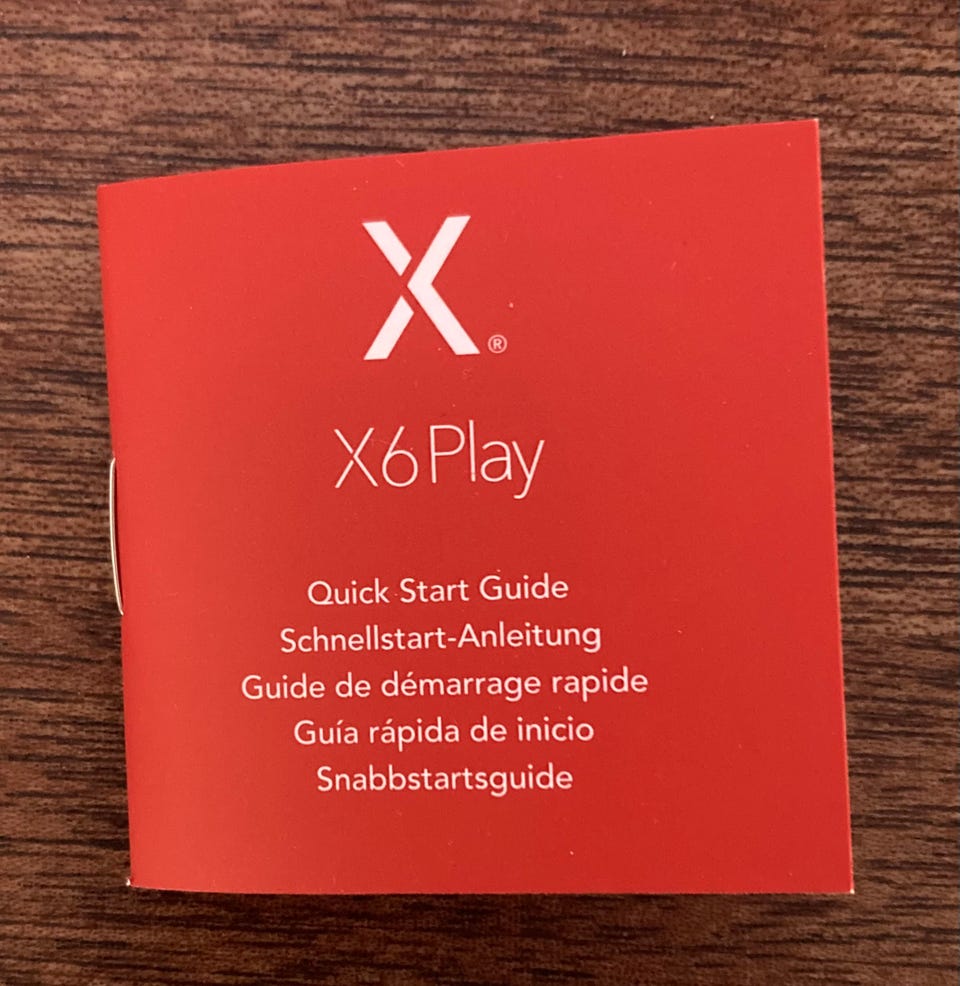 X®
X6 Play
Quick Start Guide
Schnellstart-Anleitung
Guide de démarrage rapide
Guía rápida de inicio
Snabbstartsguide